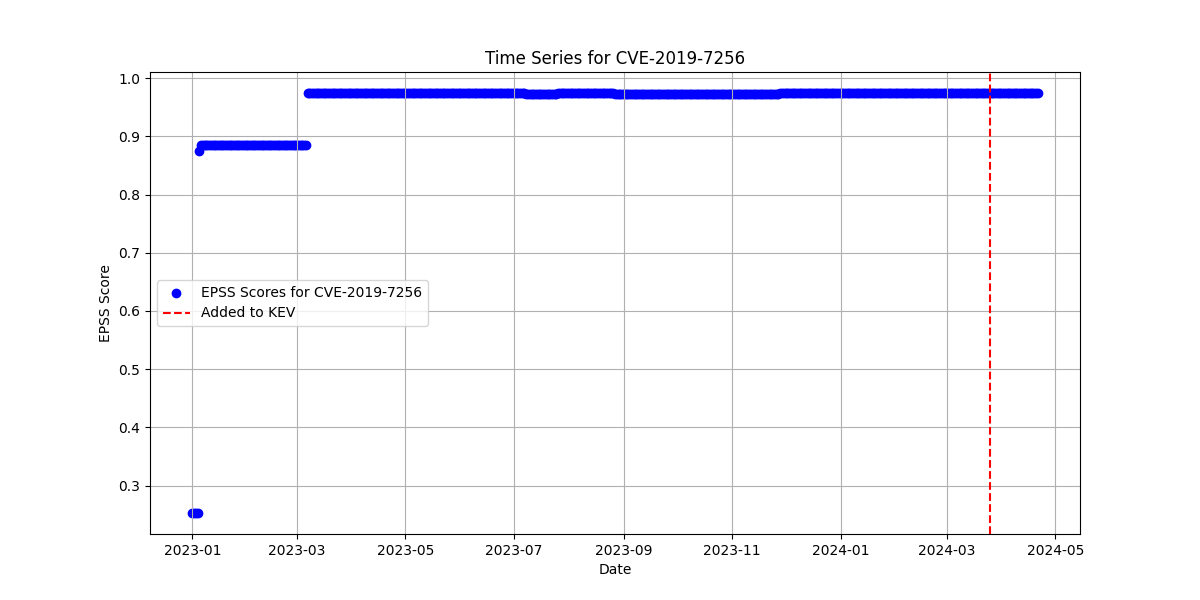 Time Series for CVE-2019-7256
1.0
0.9
0.8
0.7
0.6
0.5
0.4
0.3
EPSS Score
EPSS Scores for CVE-2019-7256
Added to KEV
2023-01 2023-03 2023-05 2023-07 2023-09 2023-11 2024-01 2024-03 2024-05
Date